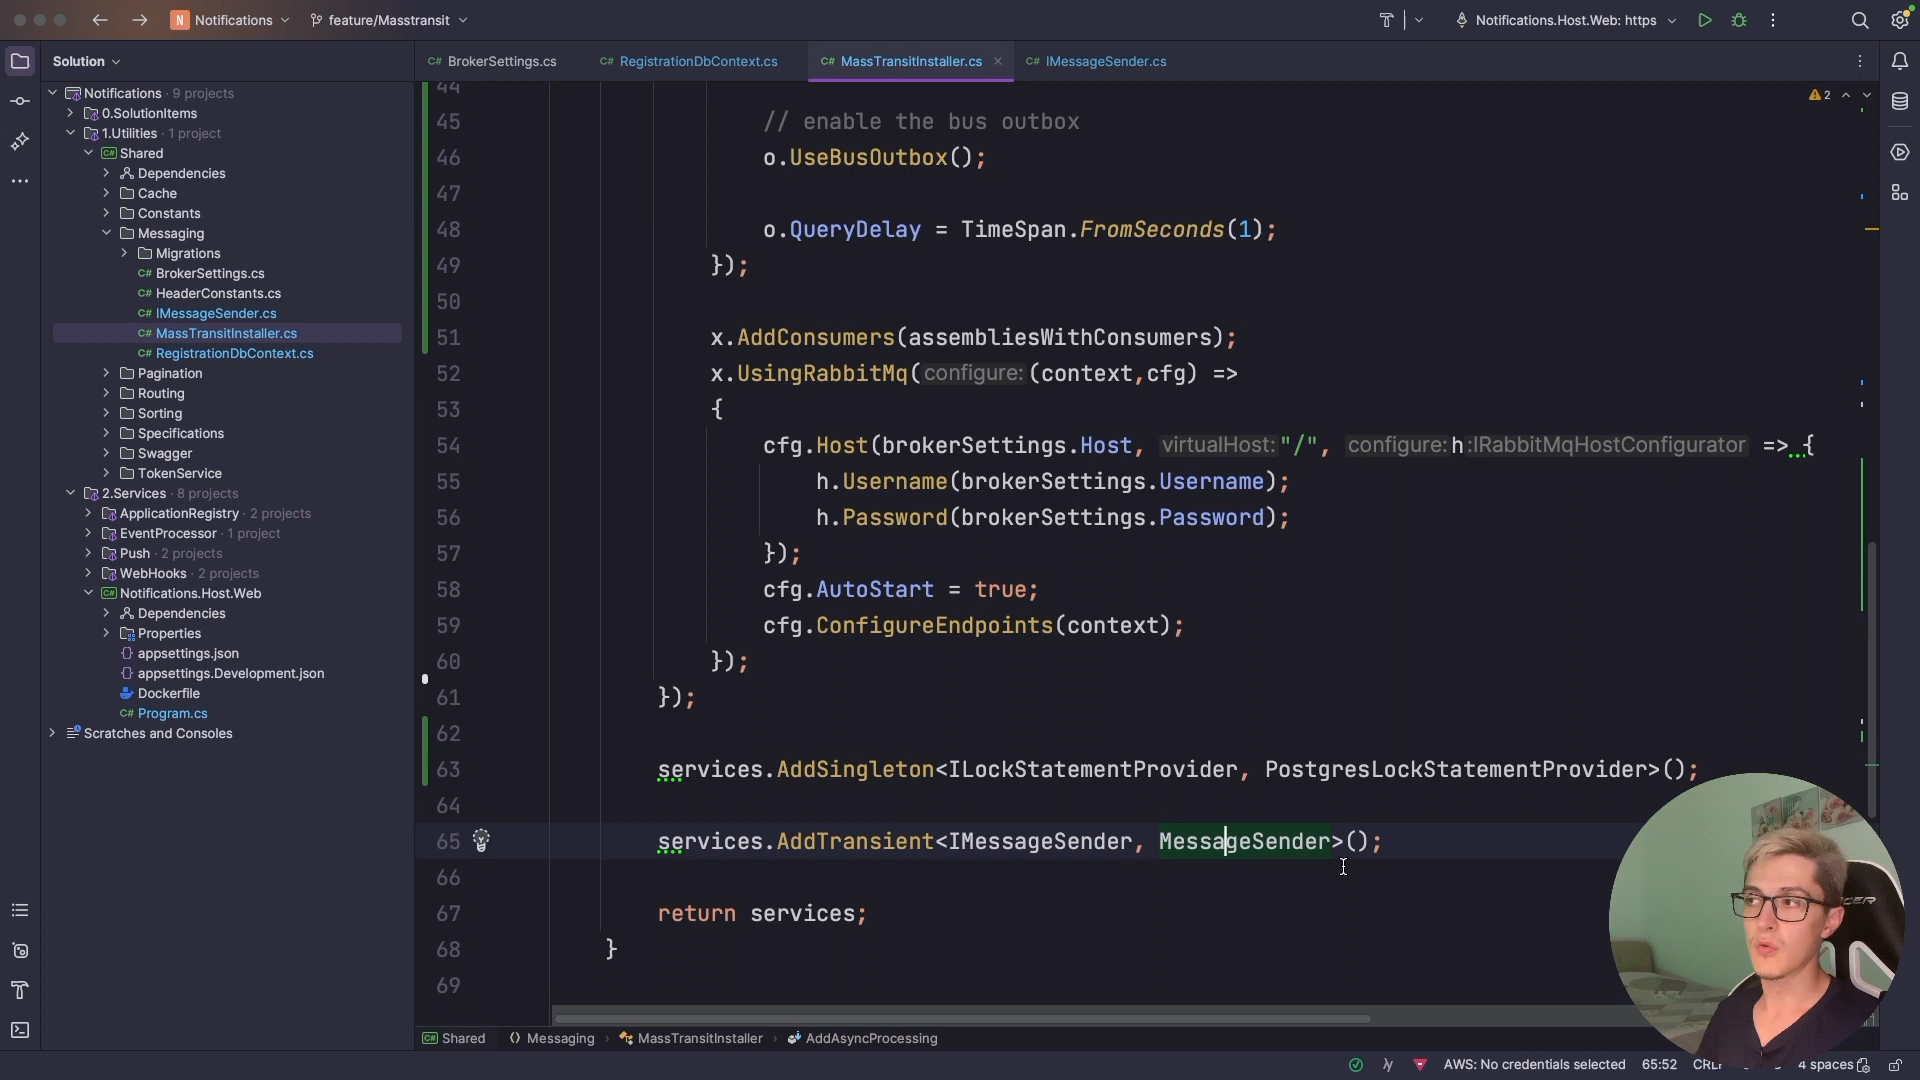 N Notifications
feature/Masstransit
Notifications.Host.Web: https
Solution
C# BrokerSettings.cs
C# RegistrationDbContext.cs
C# MassTransitInstaller.cs
C# IMessageSender.cs
Notifications · 9 projects
0.SolutionItems
1.Utilities · 1 project
C# Shared
Dependencies
Cache
Constants
Messaging
Migrations
C# BrokerSettings.cs
C# HeaderConstants.cs
C# IMessageSender.cs
C# MassTransitInstaller.cs
C# RegistrationDbContext.cs
Pagination
Routing
Sorting
Specifications
Swagger
TokenService
2.Services · 8 projects
ApplicationRegistry · 2 projects
EventProcessor · 1 project
Push · 2 projects
WebHooks · 2 projects
C# Notifications.Host.Web
Dependencies
Properties
{} appsettings.json
{} appsettings.Development.json
Dockerfile
C# Program.cs
Scratches and Consoles
2
44
45 // enable the bus outbox
46 o.UseBusOutbox();
47
48 o.QueryDelay = TimeSpan.FromSeconds(1);
49 });
50
51 x.AddConsumers(assembliesWithConsumers);
52 x.UsingRabbitMq(configure: (context,cfg) =>
53 {
54 cfg.Host(brokerSettings.Host, virtualHost: "/", configure: h :IRabbitMqHostConfigurator => {
55 h.Username(brokerSettings.Username);
56 h.Password(brokerSettings.Password);
57 });
58 cfg.AutoStart = true;
59 cfg.ConfigureEndpoints(context);
60 });
61 });
62
63 services.AddSingleton<ILockStatementProvider, PostgresLockStatementProvider>();
64
65 services.AddTransient<IMessageSender, MessageSender>();
66
67 return services;
68 }
69
C# Shared
Messaging
MassTransitInstaller
AddAsyncProcessing
AWS: No credentials selected
65:52
4 spaces